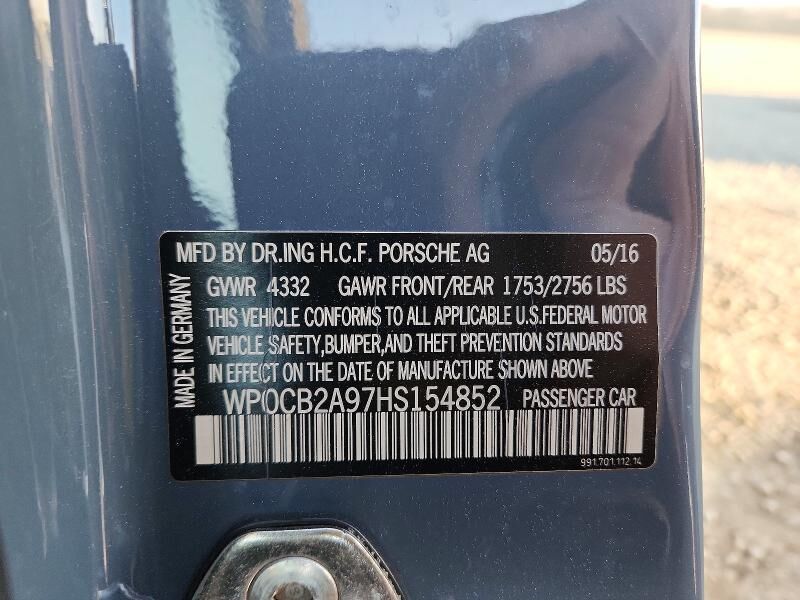 MFD BY DR.ING H.C.F. PORSCHE AG 05/16
GVWR 4332 GAWR FRONT/REAR 1753/2756 LBS
THIS VEHICLE CONFORMS TO ALL APPLICABLE U.S.FEDERAL MOTOR
VEHICLE SAFETY,BUMPER,AND THEFT PREVENTION STANDARDS
IN EFFECT ON THE DATE OF MANUFACTURE SHOWN ABOVE
WP0CB2A97HS154852 PASSENGER CAR
991.701.112.14
MADE IN GERMANY